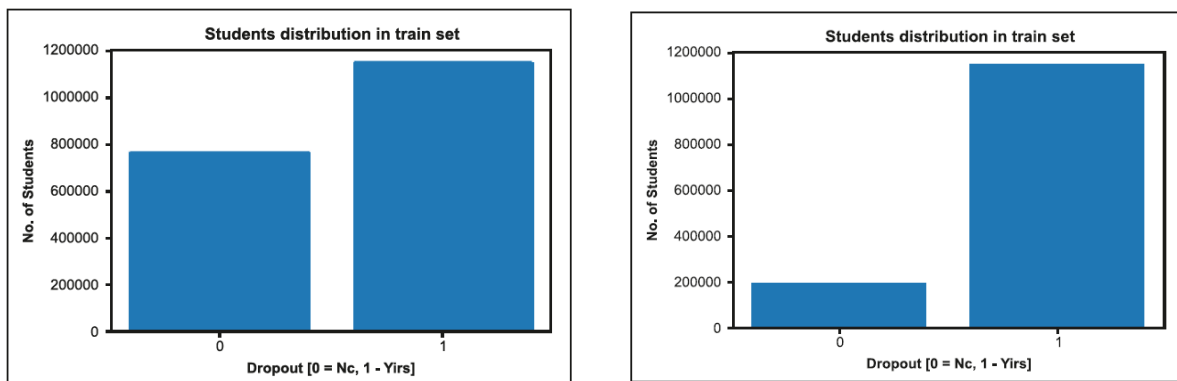 Students distribution in train set
1200000
1000000
800000
600000
400000
200000
0
No. of Students
0 1
Dropout [0 = Nc, 1 - Yirs]
Students distribution in train set
1200000
1000000
800000
600000
400000
200000
0
No. of Students
0 1
Dropout [0 = Nc, 1 - Yirs]